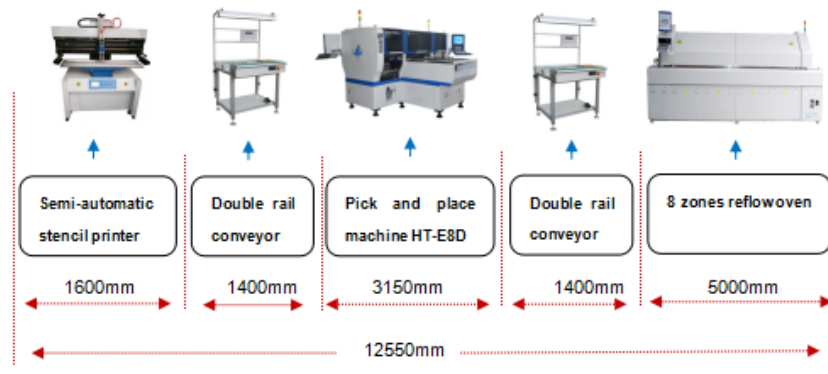 Semi-automatic
stencil printer
Double rail
conveyor
Pick and place
machine HT-E8D
Double rail
conveyor
8 zones reflowoven
1600mm
1400mm
3150mm
1400mm
5000mm
12550mm